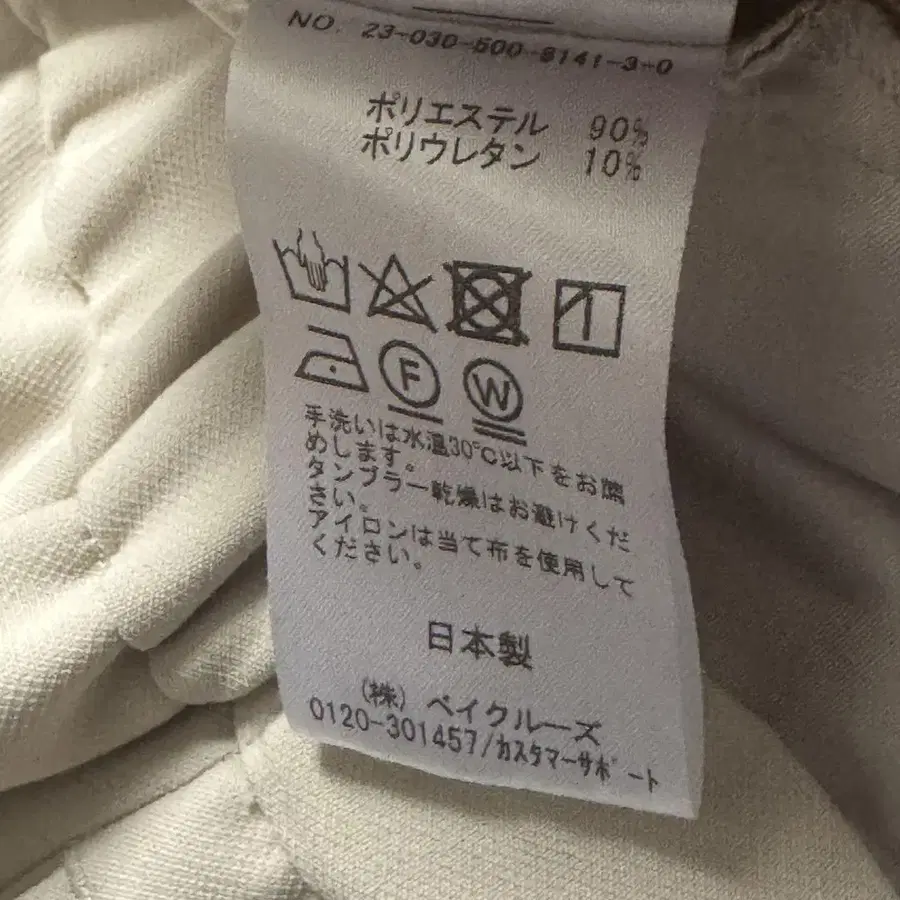 NO. 23-030-500-8141-3-0
ポリエステル 90%
ポリウレタン 10%
F
W
手洗いは水温30℃以下をお薦
めします。
タンブラー乾燥はお避けくだ
さい。
アイロンは当て布を使用して
ください。
日本製
(株) ベイクルーズ
0120-301457/カスタマーサポート